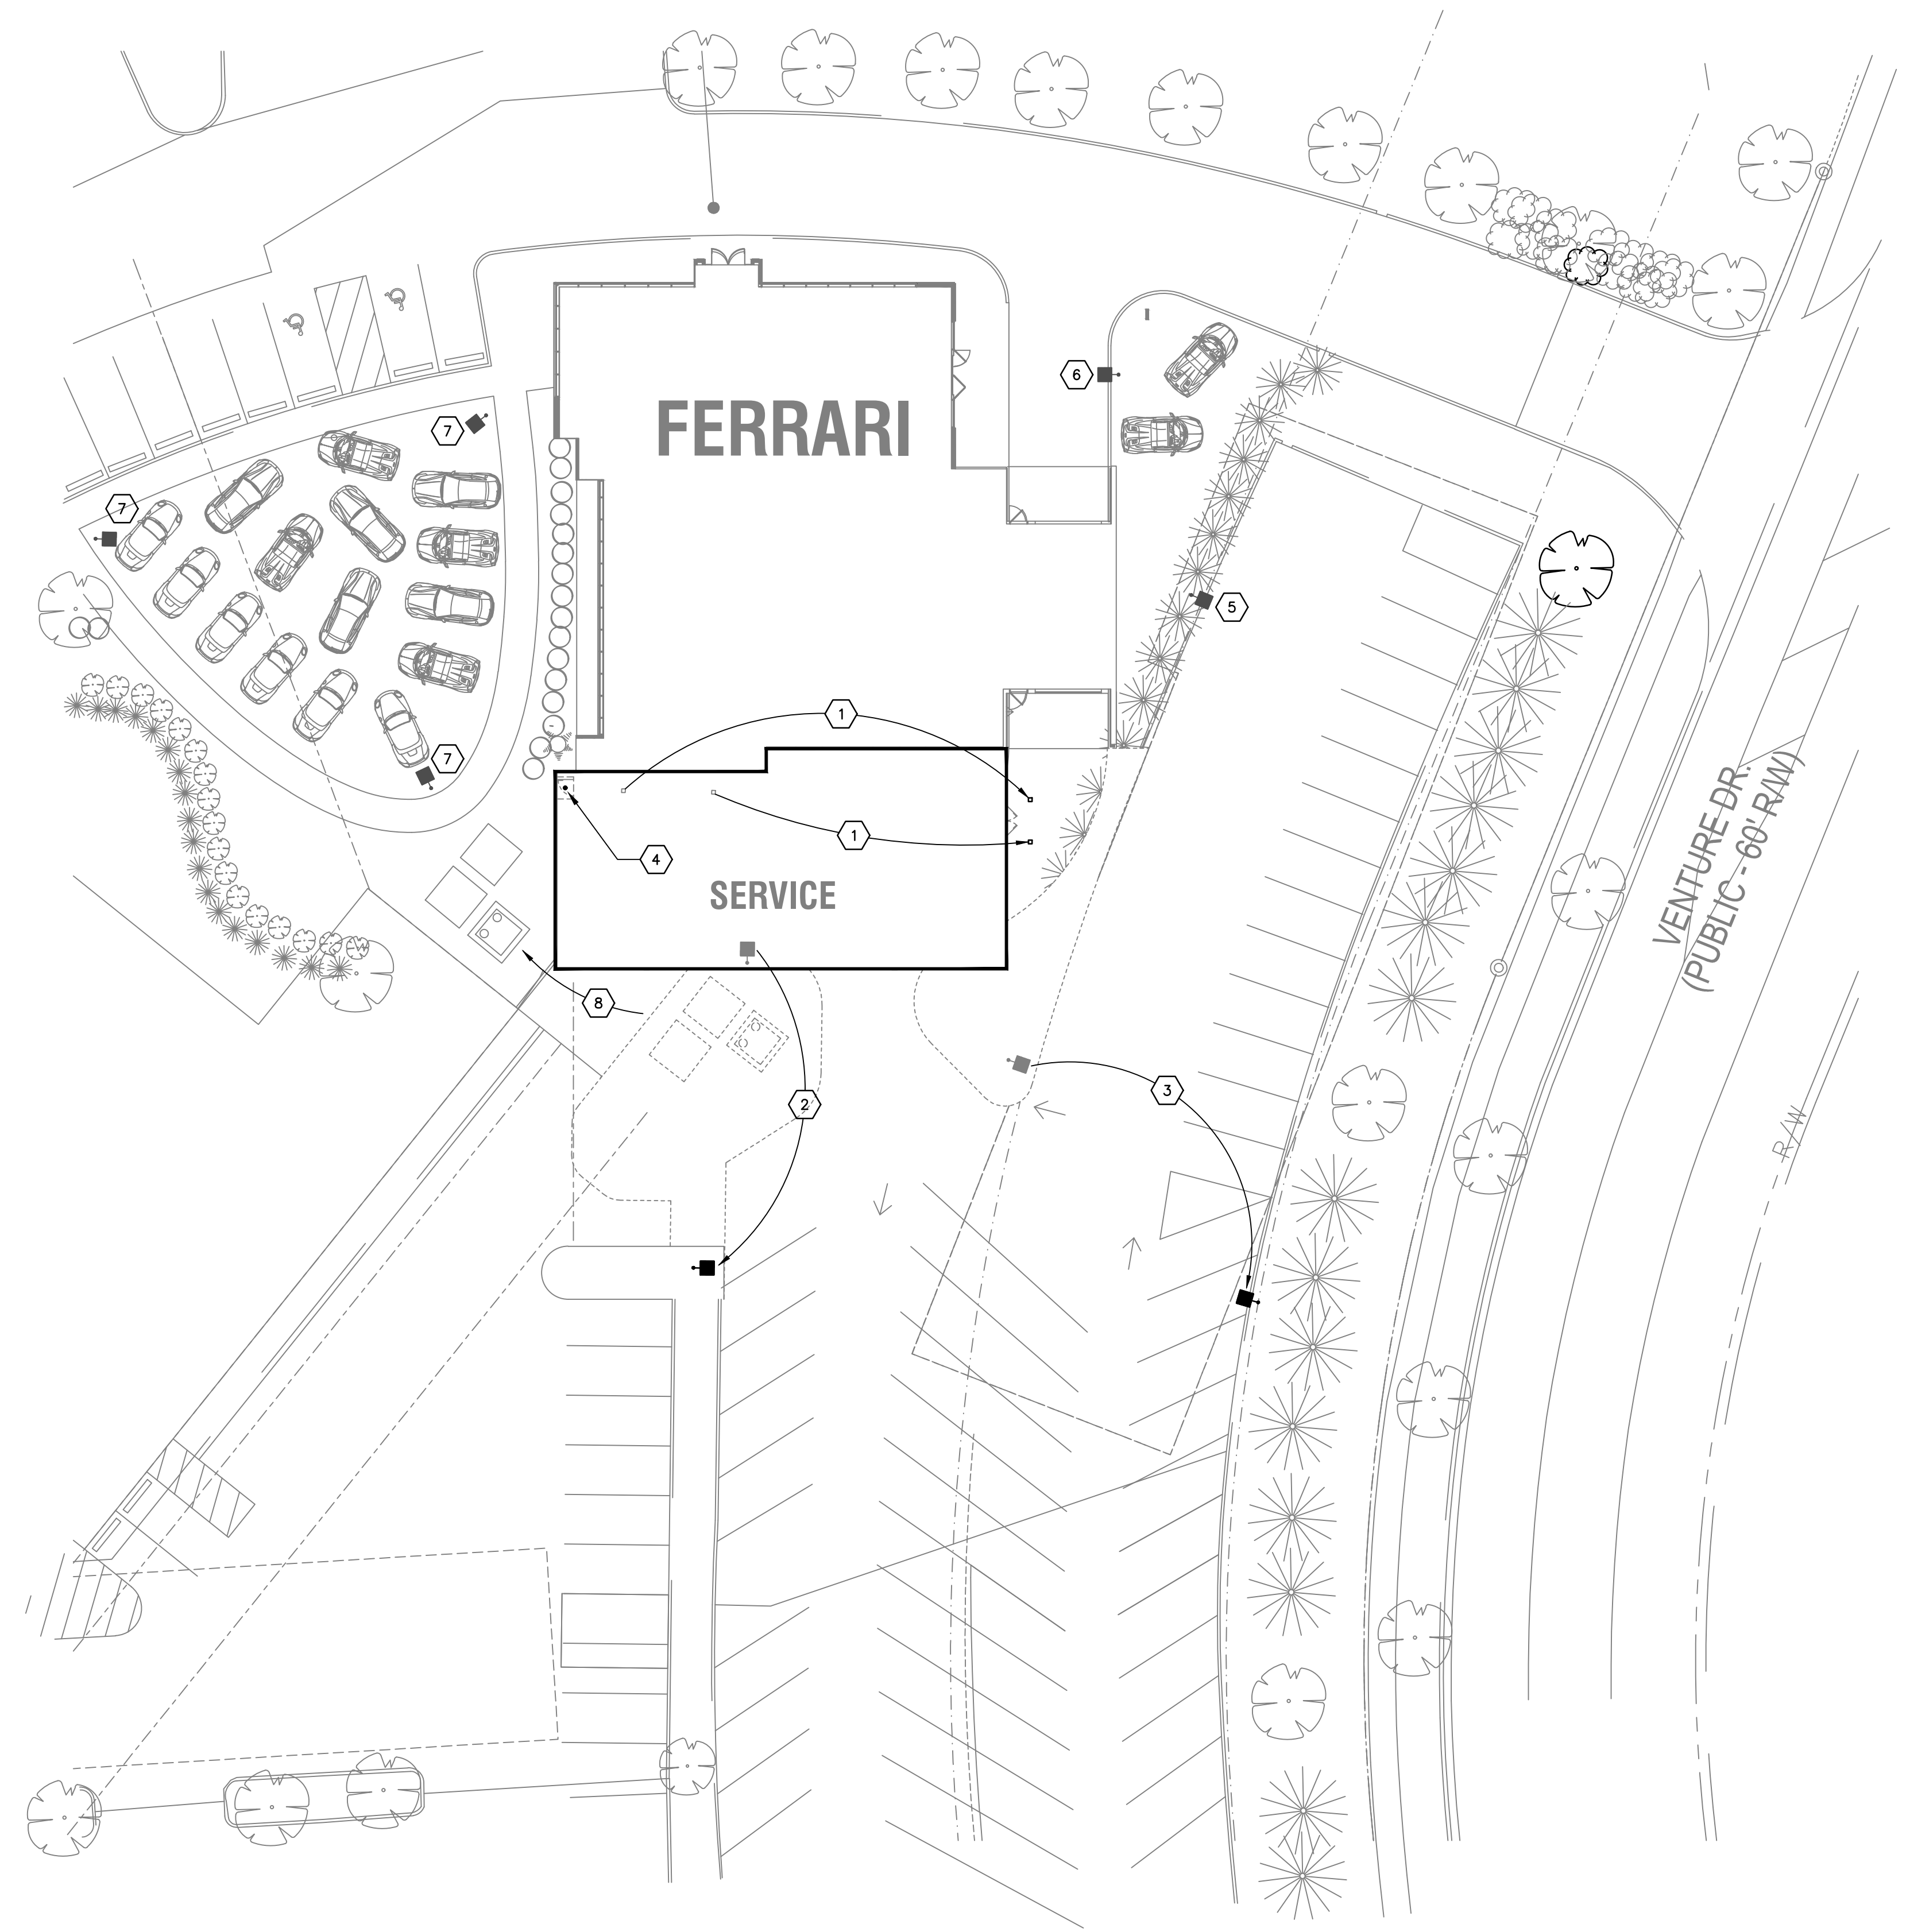 6
FERRARI
7
7
5
1
7
VENTURE DR.
(PUBLIC - 60' R/W)
1
4
SERVICE
8
3
2
R/W